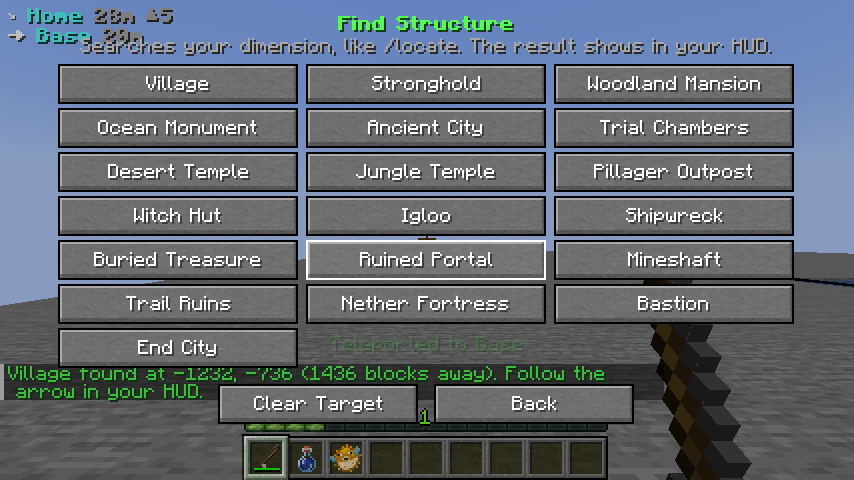 Home 28m ▲5
Find Structure
→ Base 29m
Searches your dimension, like /locate. The result shows in your HUD.
Village
Stronghold
Woodland Mansion
Ocean Monument
Ancient City
Trial Chambers
Desert Temple
Jungle Temple
Pillager Outpost
Witch Hut
Igloo
Shipwreck
Buried Treasure
Ruined Portal
Mineshaft
Trail Ruins
Nether Fortress
Bastion
End City
Teleported to Base
Village found at -1232, -736 (1436 blocks away). Follow the
arrow in your HUD.
Clear Target
Back
1